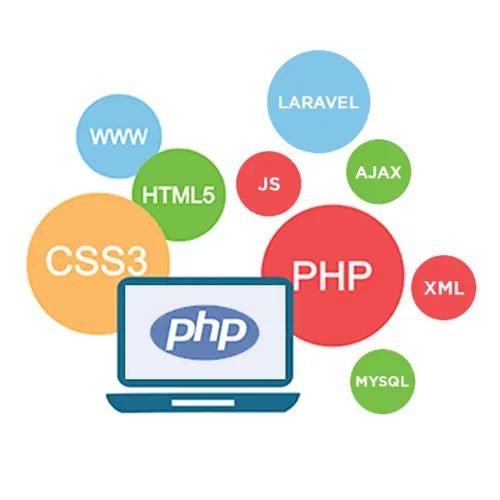 LARAVEL
WWW
AJAX
JS
HTML5
CSS3
PHP
XML
php
MYSQL